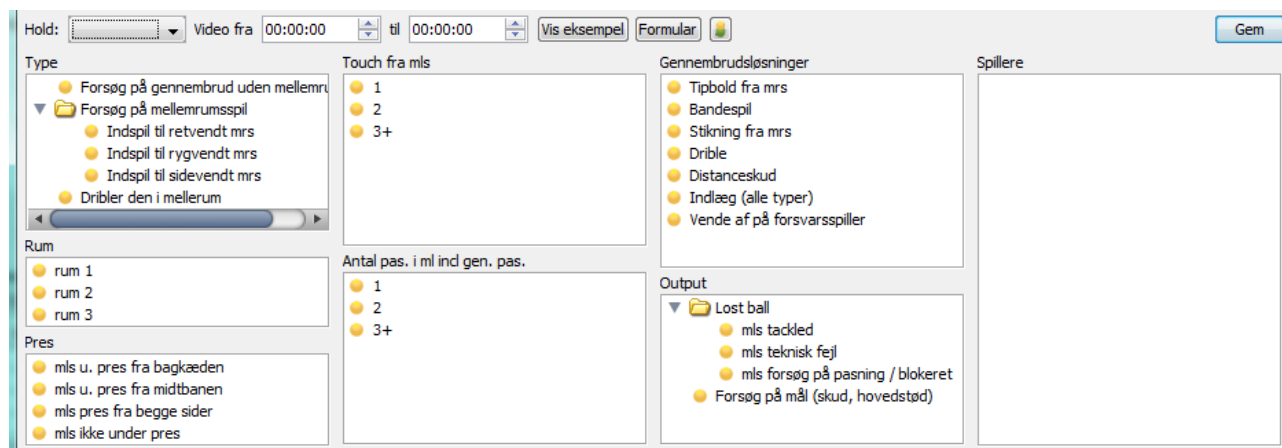 Hold: Video fra 00:00:00 til 00:00:00 Vis eksempel Formular Gem
Type
Forsøg på gennembrud uden mellemru
Forsøg på mellemrumsspil
Indspil til retvendt mrs
Indspil til rygvendt mrs
Indspil til sidevendt mrs
Dribler den i mellerum
Rum
rum 1
rum 2
rum 3
Pres
mls u. pres fra bagkæden
mls u. pres fra midtbanen
mls pres fra begge sider
mls ikke under pres
Touch fra mls
1
2
3+
Antal pas. i ml incl gen. pas.
1
2
3+
Gennembrudsløsninger
Tipbold fra mrs
Bandespil
Stikning fra mrs
Drible
Distanceskud
Indlæg (alle typer)
Vende af på forsvarsspiller
Output
Lost ball
mls tackled
mls teknisk fejl
mls forsøg på pasning / blokeret
Forsøg på mål (skud, hovedstød)
Spillere